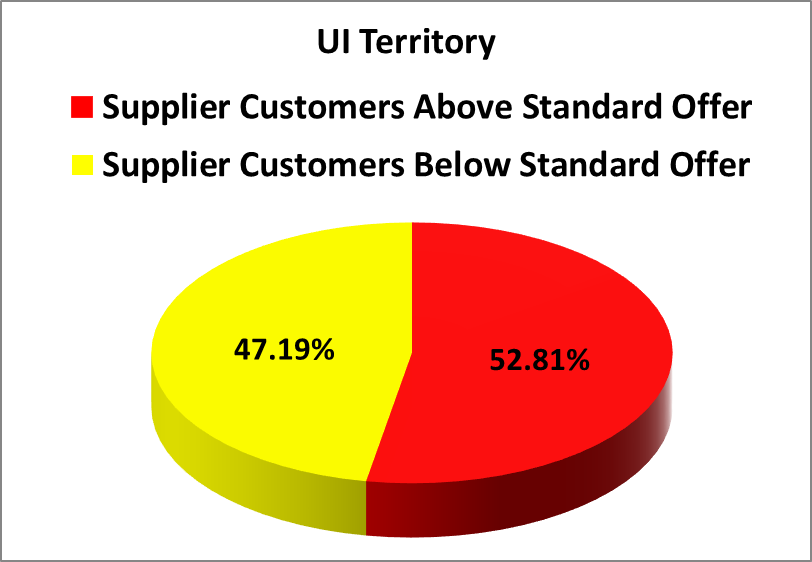 UI Territory
Supplier Customers Above Standard Offer
Supplier Customers Below Standard Offer
47.19%
52.81%